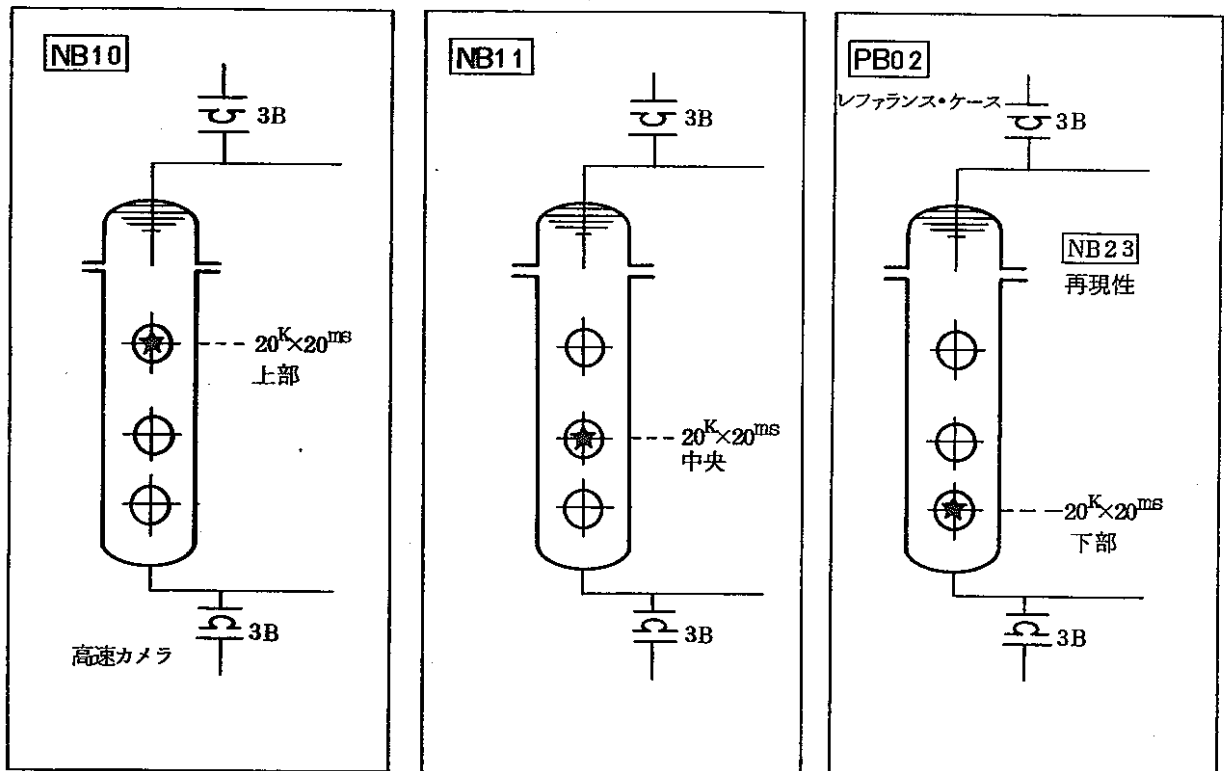 NB10
3B
20ᴷ×20ᵐˢ
上部
3B
高速カメラ
NB11
3B
20ᴷ×20ᵐˢ
中央
3B
PB02
レファランス・ケース
3B
NB23
再現性
20ᴷ×20ᵐˢ
下部
3B